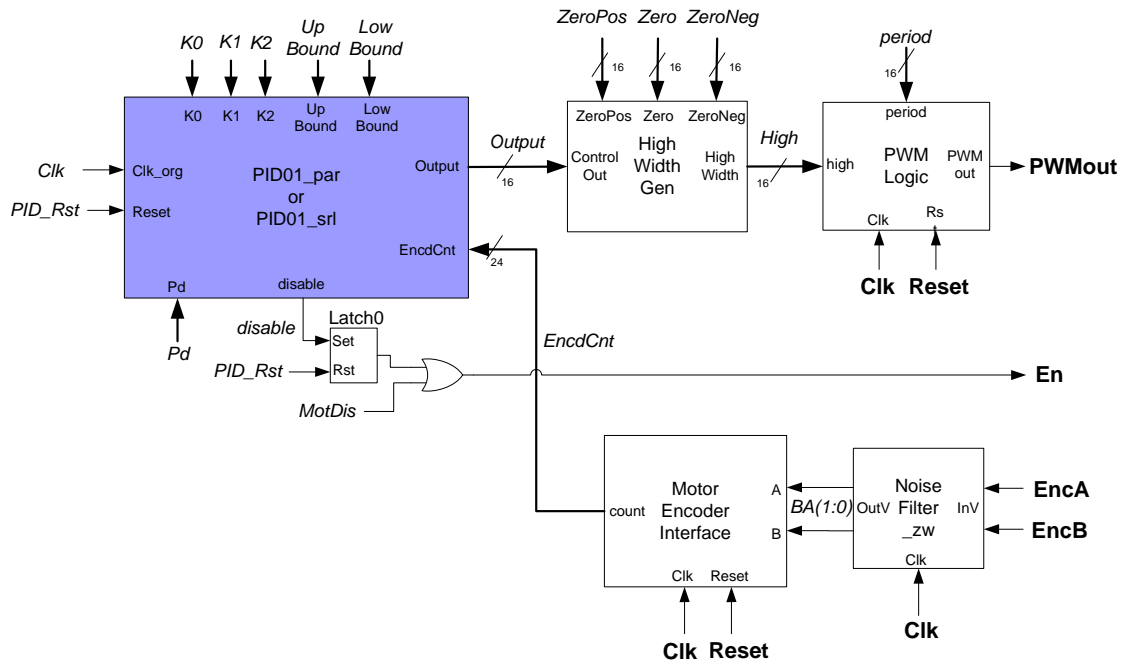 K0
K1
K2
Up
Bound
Low
Bound
ZeroPos
Zero
ZeroNeg
period
16
16
16
16
K0
K1
K2
Up
Bound
Low
Bound
ZeroPos
Zero
ZeroNeg
period
Clk
Clk_org
PID01_par
or
PID01_srl
Output
Output
16
Control
Out
High
Width
Gen
High
Width
High
16
high
PWM
Logic
PWM
out
PWMout
PID_Rst
Reset
EncdCnt
24
Clk
Rs
Clk
Reset
Pd
disable
Pd
disable
Latch0
Set
Rst
PID_Rst
MotDis
EncdCnt
En
count
Motor
Encoder
Interface
A
B
BA(1:0)
OutV
Noise
Filter
_zw
InV
EncA
EncB
Clk
Reset
Clk
Clk
Reset
Clk